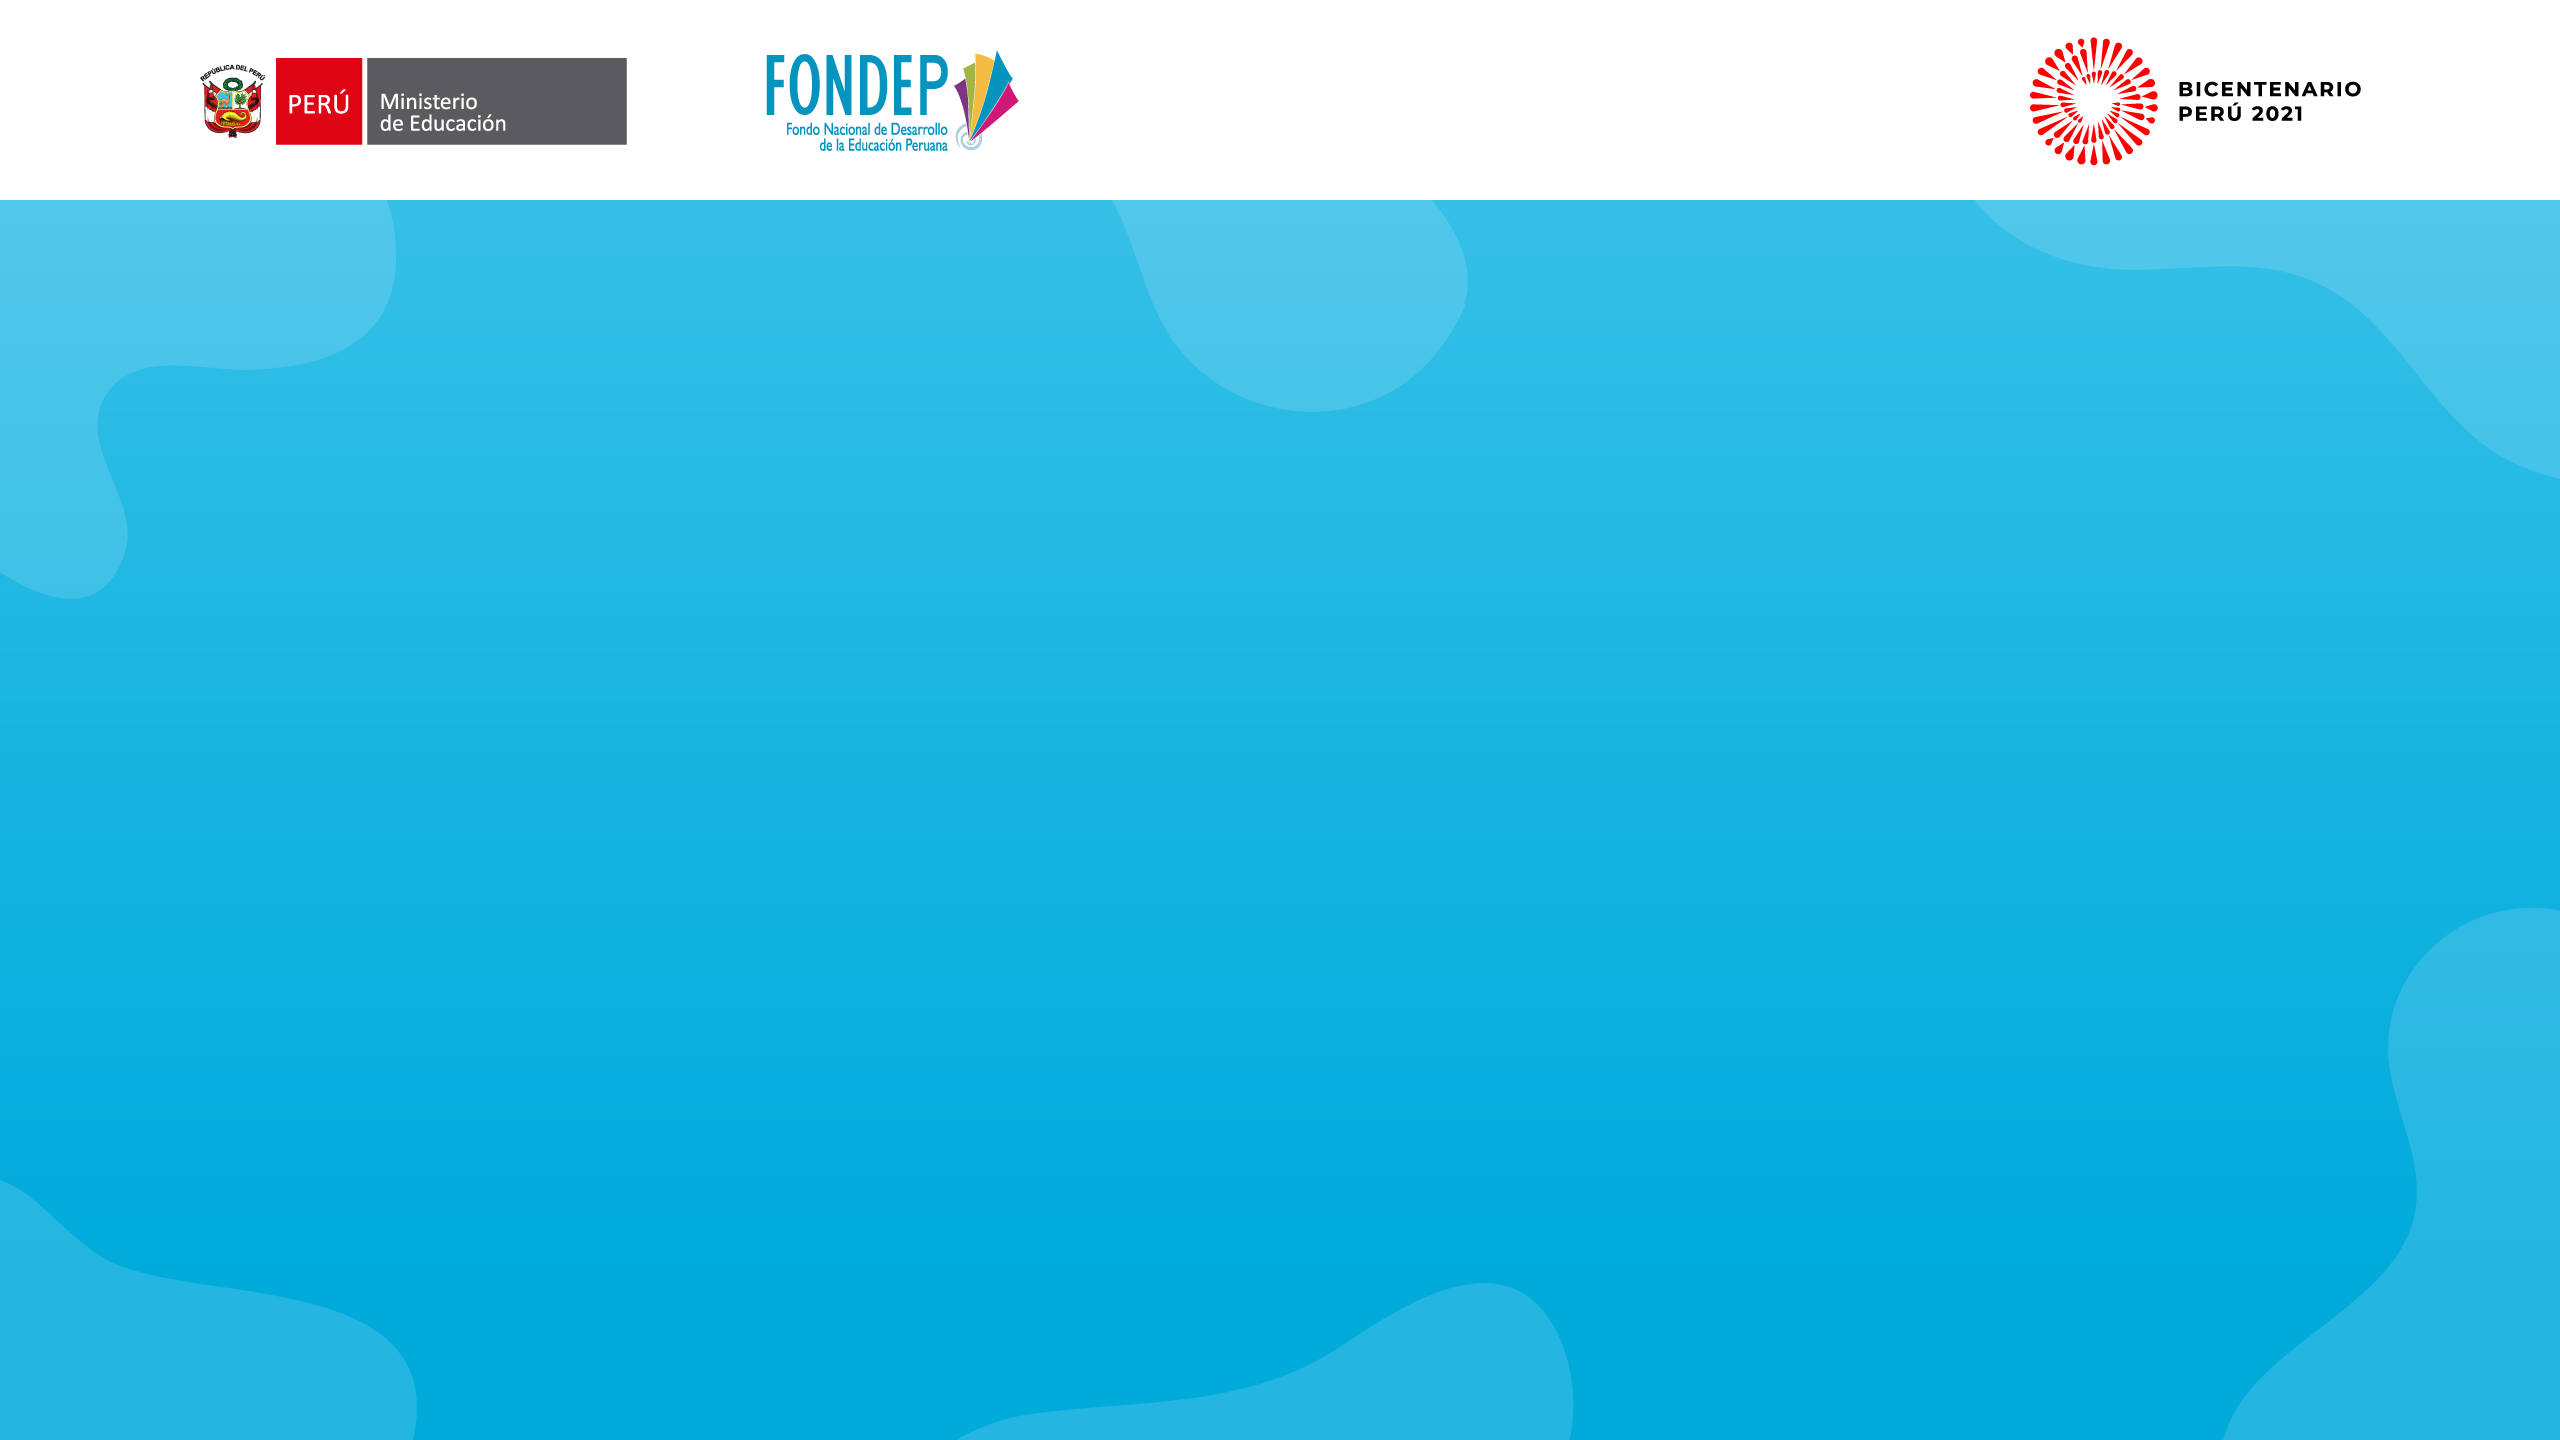 REPÚBLICA DEL PERÚ
PERÚ
Ministerio
de Educación
FONDEP
Fondo Nacional de Desarrollo
de la Educación Peruana
BICENTENARIO
PERÚ 2021